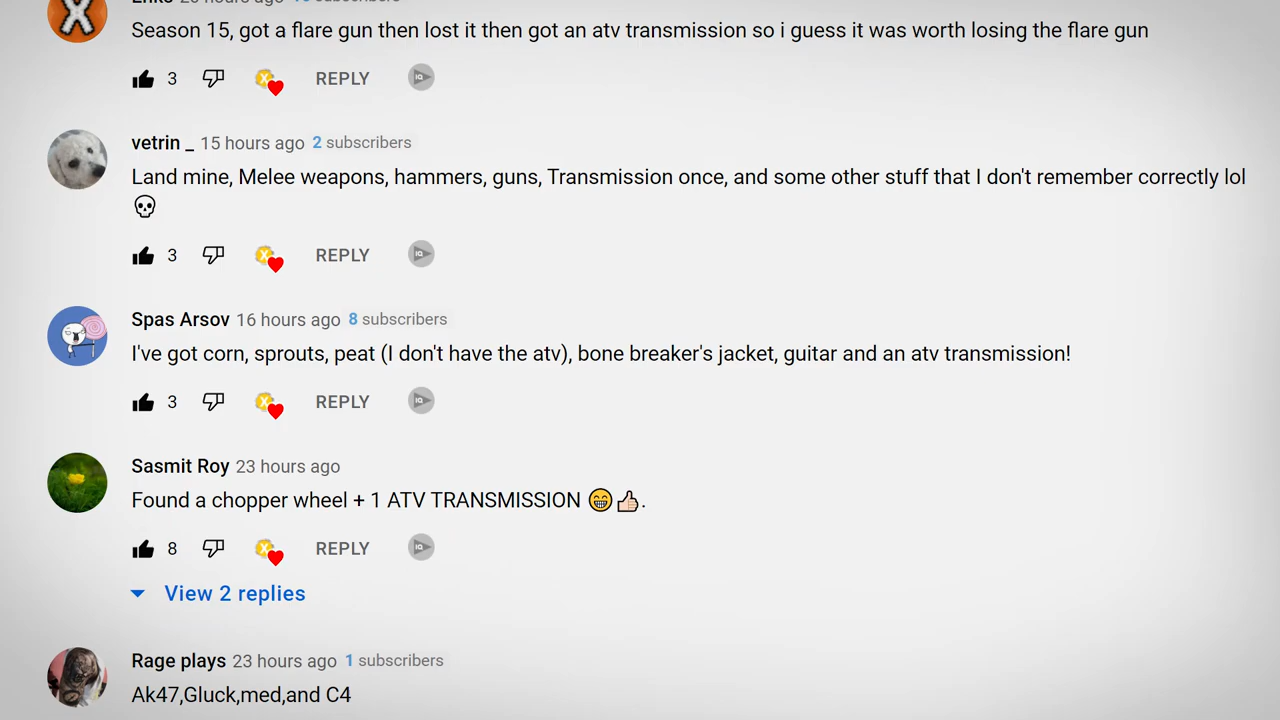 Season 15, got a flare gun then lost it then got an atv transmission so i guess it was worth losing the flare gun
3 REPLY
vetrin _ 15 hours ago 2 subscribers
Land mine, Melee weapons, hammers, guns, Transmission once, and some other stuff that I don't remember correctly lol
💀
3 REPLY
Spas Arsov 16 hours ago 8 subscribers
I've got corn, sprouts, peat (I don't have the atv), bone breaker's jacket, guitar and an atv transmission!
3 REPLY
Sasmit Roy 23 hours ago
Found a chopper wheel + 1 ATV TRANSMISSION 😁👍🏻.
8 REPLY
View 2 replies
Rage plays 23 hours ago 1 subscribers
Ak47,Gluck,med,and C4